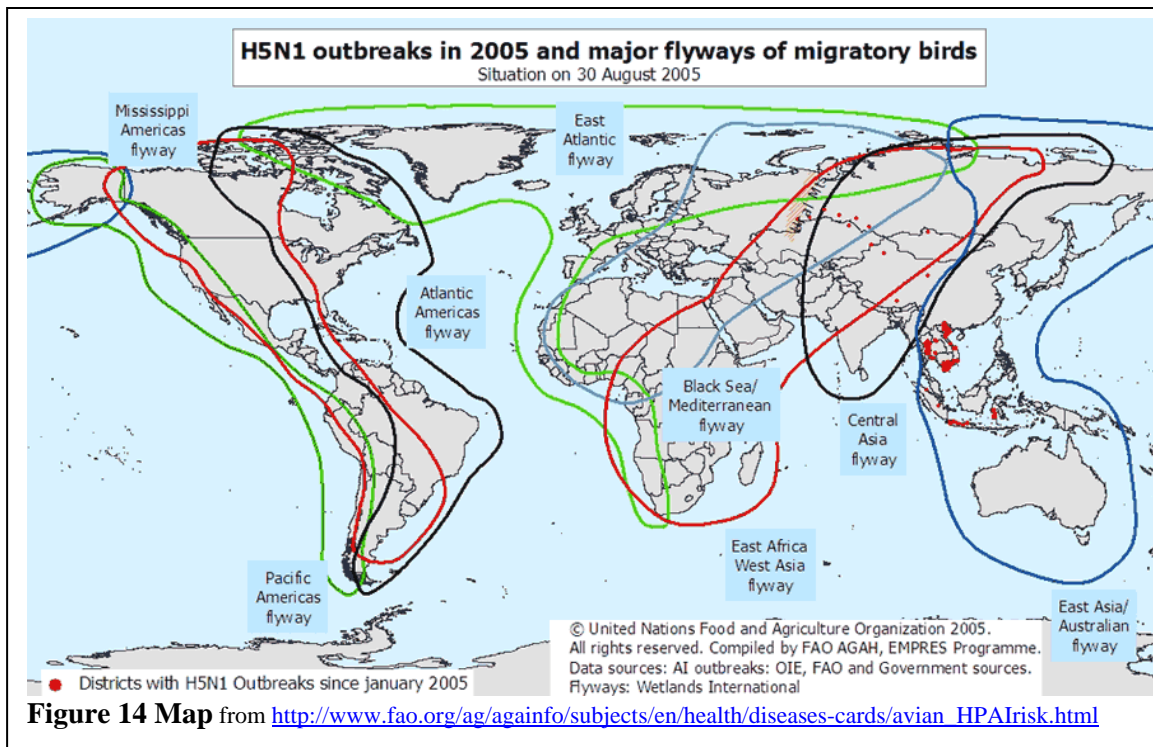 H5N1 outbreaks in 2005 and major flyways of migratory birds
Situation on 30 August 2005
Mississippi
Americas
flyway
East
Atlantic
flyway
Atlantic
Americas
flyway
Black Sea/
Mediterranean
flyway
Central
Asia
flyway
East Africa
West Asia
flyway
Pacific
Americas
flyway
East Asia/
Australian
flyway
© United Nations Food and Agriculture Organization 2005.
All rights reserved. Compiled by FAO AGAH, EMPRES Programme.
Data sources: AI outbreaks: OIE, FAO and Government sources.
Flyways: Wetlands International
Districts with H5N1 Outbreaks since january 2005
Figure 14 Map from http://www.fao.org/ag/againfo/subjects/en/health/diseases-cards/avian_HPAIrisk.html